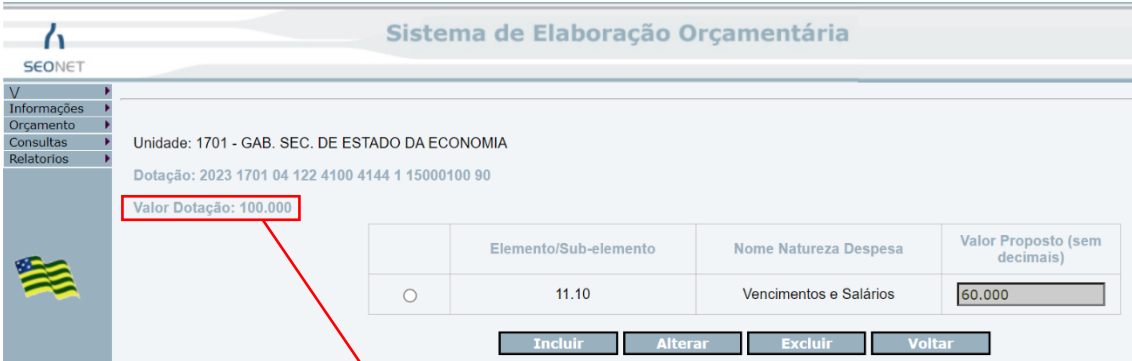 Sistema de Elaboração Orçamentária
SEONET
V
Informações
Orçamento
Consultas
Relatorios
Unidade: 1701 - GAB. SEC. DE ESTADO DA ECONOMIA
Dotação: 2023 1701 04 122 4100 4144 1 15000100 90
Valor Dotação: 100.000
Elemento/Sub-elemento Nome Natureza Despesa Valor Proposto (sem
decimais)
11.10 Vencimentos e Salários 60.000
Incluir Alterar Excluir Voltar